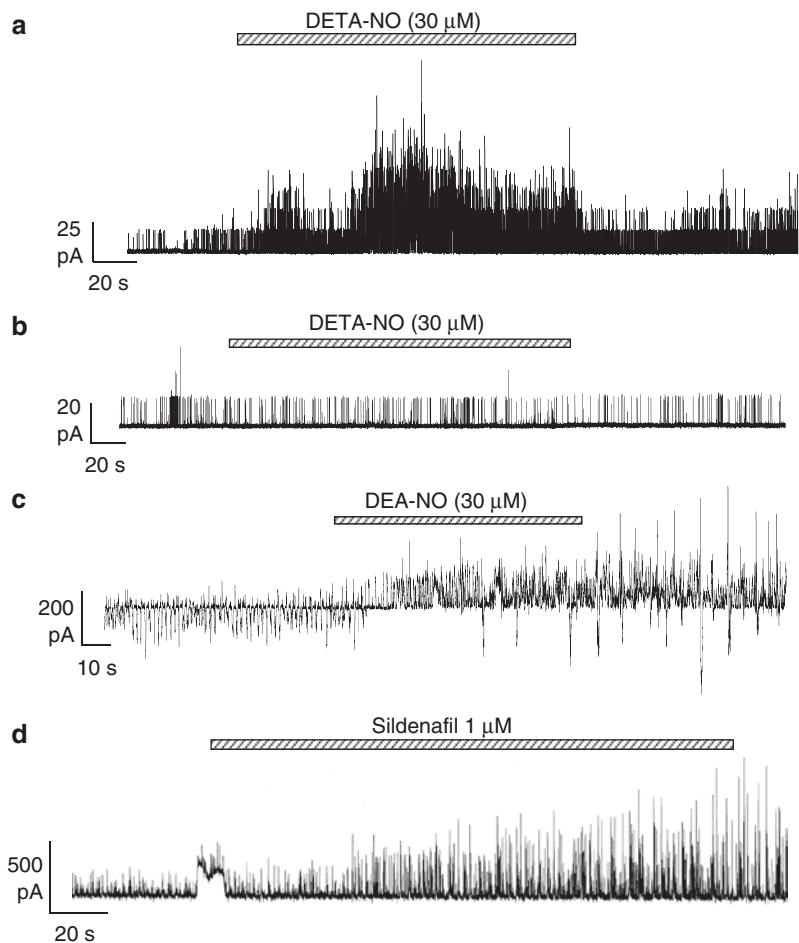 a
DETA-NO (30 μM)
25
pA
20 s
b
DETA-NO (30 μM)
20
pA
20 s
c
DEA-NO (30 μM)
200
pA
10 s
d
Sildenafil 1 μM
500
pA
20 s